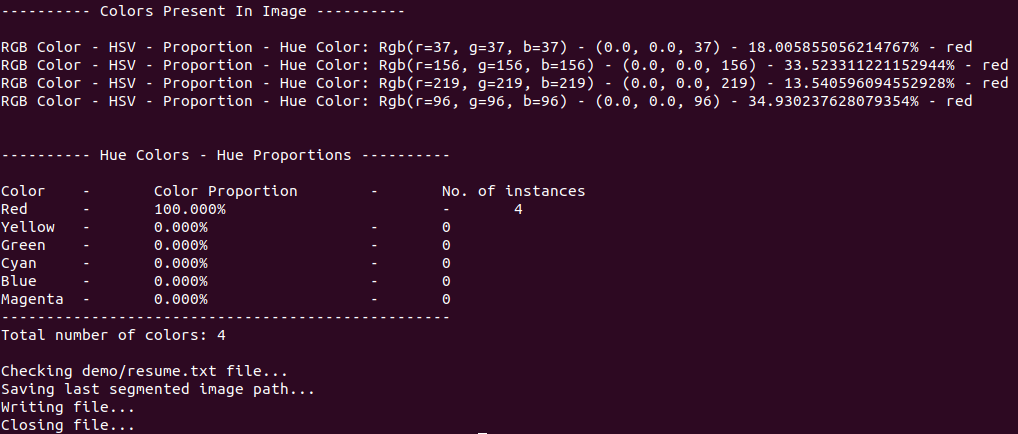 ---------- Colors Present In Image ----------
RGB Color - HSV - Proportion - Hue Color: Rgb(r=37, g=37, b=37) - (0.0, 0.0, 37) - 18.005855056214767% - red
RGB Color - HSV - Proportion - Hue Color: Rgb(r=156, g=156, b=156) - (0.0, 0.0, 156) - 33.523311221152944% - red
RGB Color - HSV - Proportion - Hue Color: Rgb(r=219, g=219, b=219) - (0.0, 0.0, 219) - 13.540596094552928% - red
RGB Color - HSV - Proportion - Hue Color: Rgb(r=96, g=96, b=96) - (0.0, 0.0, 96) - 34.930237628079354% - red
---------- Hue Colors - Hue Proportions ----------
Color - Color Proportion - No. of instances
Red - 100.000% - 4
Yellow - 0.000% - 0
Green - 0.000% - 0
Cyan - 0.000% - 0
Blue - 0.000% - 0
Magenta - 0.000% - 0
--------------------------------------------------
Total number of colors: 4
Checking demo/resume.txt file...
Saving last segmented image path...
Writing file...
Closing file...